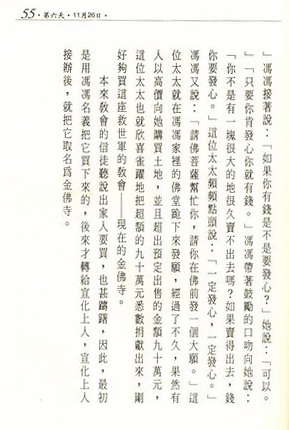 55・第六天・11月26日・
」馮馮接著說：「如果你有錢是不是要發心？」她說：「可以。
」「只要你肯發心你就有錢。」馮馮帶著鼓勵的口吻向她說：
「你不是有一塊很大的地很久賣不出去嗎？如果賣得出去，錢
你要發心。」這位太太頻頻點頭說：「一定發心，一定發心。」
馮馮又說：「請佛菩薩幫忙你，請你在佛前發一個大願。」這
位太太就在馮馮家裡的佛堂跪下來發願，經過了不久，果然有
人以高價向她購買土地，並且超出預定出售的金額九十萬元，
這位太太也就欣喜雀躍地把超額的九十萬元悉數捐獻出來，剛
好夠買這座救世軍的教會——現在的金佛寺。
本來教會的信徒聽說出家人要買，也甚躊躇，因此，最初
是用馮馮名義把它買下來的，後來才轉給宣化上人，宣化上人
接辦後，就把它取名為金佛寺。